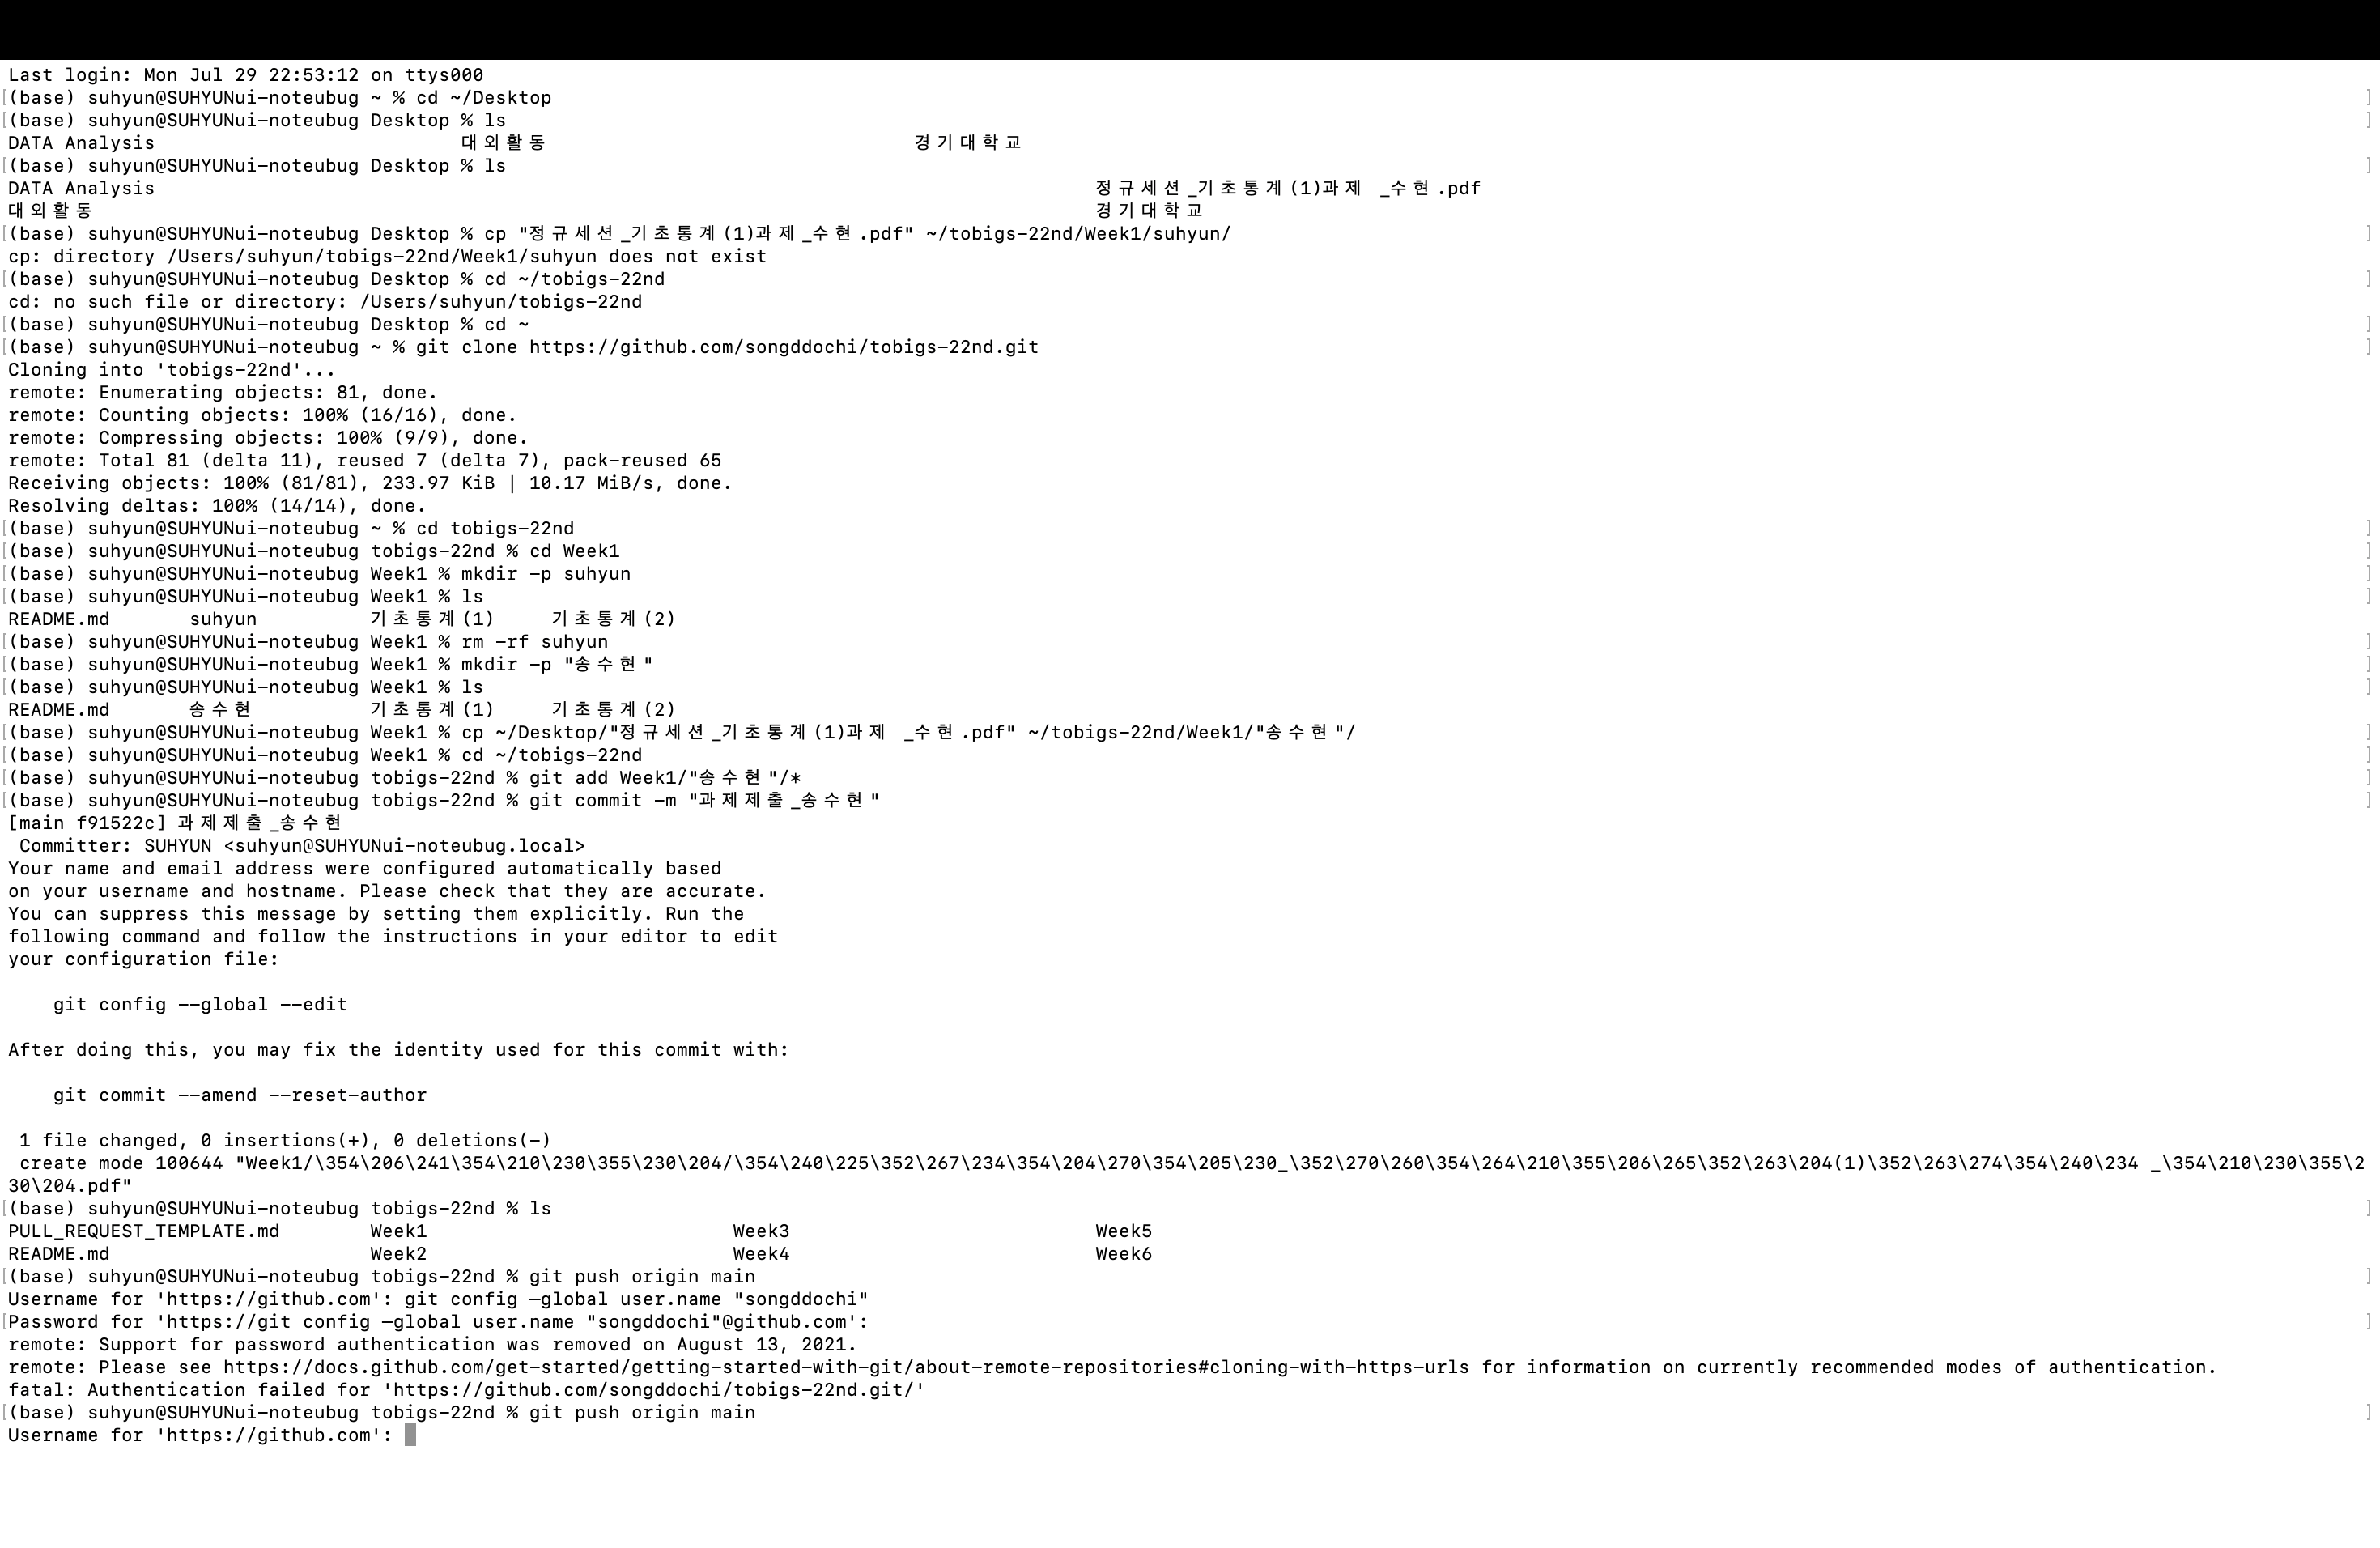 Last login: Mon Jul 29 22:53:12 on ttys000
[(base) suhyun@SUHYUNui-noteubug ~ % cd ~/Desktop ]
[(base) suhyun@SUHYUNui-noteubug Desktop % ls ]
DATA Analysis 대외활동 경기대학교
[(base) suhyun@SUHYUNui-noteubug Desktop % ls ]
DATA Analysis 정규세션_기초통계(1)과제 _수현.pdf
대외활동 경기대학교
[(base) suhyun@SUHYUNui-noteubug Desktop % cp "정규세션_기초통계(1)과제_수현.pdf" ~/tobigs-22nd/Week1/suhyun/ ]
cp: directory /Users/suhyun/tobigs-22nd/Week1/suhyun does not exist
[(base) suhyun@SUHYUNui-noteubug Desktop % cd ~/tobigs-22nd ]
cd: no such file or directory: /Users/suhyun/tobigs-22nd
[(base) suhyun@SUHYUNui-noteubug Desktop % cd ~ ]
[(base) suhyun@SUHYUNui-noteubug ~ % git clone https://github.com/songddochi/tobigs-22nd.git ]
Cloning into 'tobigs-22nd'...
remote: Enumerating objects: 81, done.
remote: Counting objects: 100% (16/16), done.
remote: Compressing objects: 100% (9/9), done.
remote: Total 81 (delta 11), reused 7 (delta 7), pack-reused 65
Receiving objects: 100% (81/81), 233.97 KiB | 10.17 MiB/s, done.
Resolving deltas: 100% (14/14), done.
[(base) suhyun@SUHYUNui-noteubug ~ % cd tobigs-22nd ]
[(base) suhyun@SUHYUNui-noteubug tobigs-22nd % cd Week1 ]
[(base) suhyun@SUHYUNui-noteubug Week1 % mkdir -p suhyun ]
[(base) suhyun@SUHYUNui-noteubug Week1 % ls ]
README.md suhyun 기초통계(1) 기초통계(2)
[(base) suhyun@SUHYUNui-noteubug Week1 % rm -rf suhyun ]
[(base) suhyun@SUHYUNui-noteubug Week1 % mkdir -p "송수현" ]
[(base) suhyun@SUHYUNui-noteubug Week1 % ls ]
README.md 송수현 기초통계(1) 기초통계(2)
[(base) suhyun@SUHYUNui-noteubug Week1 % cp ~/Desktop/"정규세션_기초통계(1)과제 _수현.pdf" ~/tobigs-22nd/Week1/"송수현"/ ]
[(base) suhyun@SUHYUNui-noteubug Week1 % cd ~/tobigs-22nd ]
[(base) suhyun@SUHYUNui-noteubug tobigs-22nd % git add Week1/"송수현"/* ]
[(base) suhyun@SUHYUNui-noteubug tobigs-22nd % git commit -m "과제제출_송수현" ]
[main f91522c] 과제제출_송수현
 Committer: SUHYUN <suhyun@SUHYUNui-noteubug.local>
Your name and email address were configured automatically based
on your username and hostname. Please check that they are accurate.
You can suppress this message by setting them explicitly. Run the
following command and follow the instructions in your editor to edit
your configuration file:
    git config --global --edit
After doing this, you may fix the identity used for this commit with:
    git commit --amend --reset-author
 1 file changed, 0 insertions(+), 0 deletions(-)
 create mode 100644 "Week1/\354\206\241\354\210\230\355\230\204/\354\240\225\352\267\234\354\204\270\354\205\230_\352\270\260\354\264\210\355\206\265\352\263\204(1)\352\263\274\354\240\234 _\354\210\230\355\2
30\204.pdf"
[(base) suhyun@SUHYUNui-noteubug tobigs-22nd % ls ]
PULL_REQUEST_TEMPLATE.md Week1 Week3 Week5
README.md Week2 Week4 Week6
[(base) suhyun@SUHYUNui-noteubug tobigs-22nd % git push origin main ]
Username for 'https://github.com': git config —global user.name "songddochi"
[Password for 'https://git config —global user.name "songddochi"@github.com': ]
remote: Support for password authentication was removed on August 13, 2021.
remote: Please see https://docs.github.com/get-started/getting-started-with-git/about-remote-repositories#cloning-with-https-urls for information on currently recommended modes of authentication.
fatal: Authentication failed for 'https://github.com/songddochi/tobigs-22nd.git/'
[(base) suhyun@SUHYUNui-noteubug tobigs-22nd % git push origin main ]
Username for 'https://github.com':